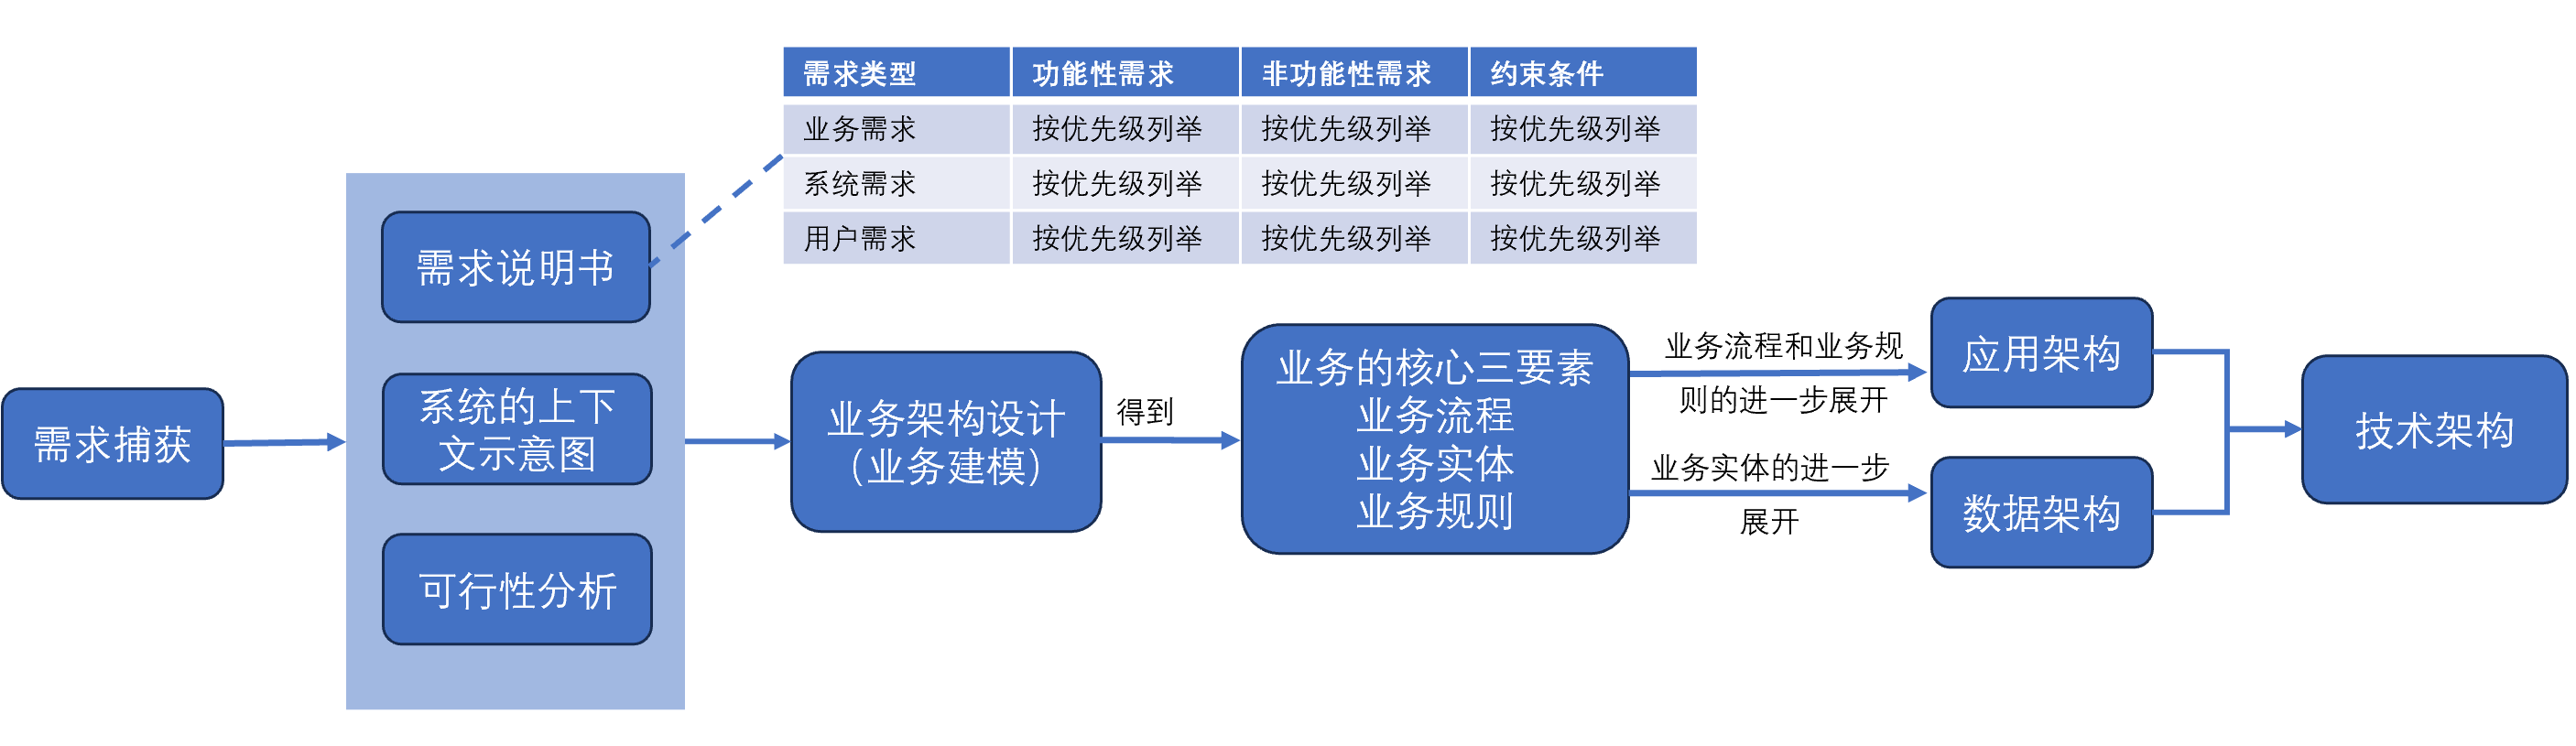 需求类型 功能性需求 非功能性需求 约束条件
业务需求 按优先级列举 按优先级列举 按优先级列举
系统需求 按优先级列举 按优先级列举 按优先级列举
用户需求 按优先级列举 按优先级列举 按优先级列举
需求捕获
需求说明书
系统的上下
文示意图
可行性分析
业务架构设计
（业务建模）
得到
业务的核心三要素
业务流程
业务实体
业务规则
业务流程和业务规
则的进一步展开
业务实体的进一步
展开
应用架构
数据架构
技术架构